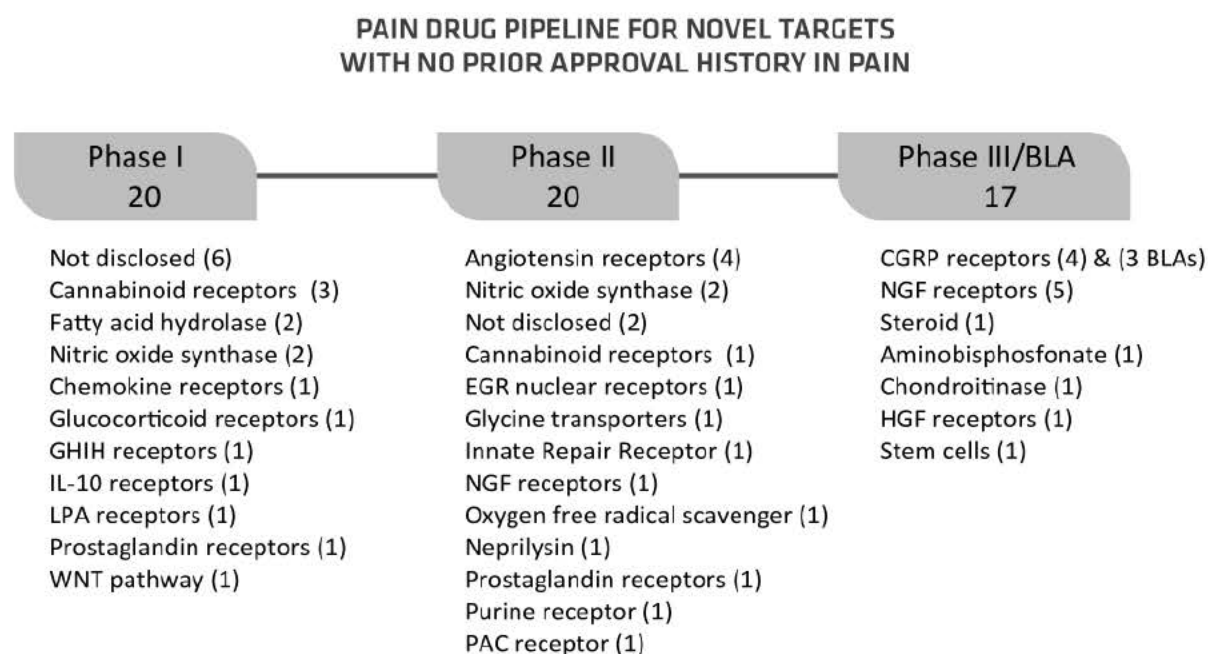 PAIN DRUG PIPELINE FOR NOVEL TARGETS
WITH NO PRIOR APPROVAL HISTORY IN PAIN
Phase I
20
Not disclosed (6)
Cannabinoid receptors (3)
Fatty acid hydrolase (2)
Nitric oxide synthase (2)
Chemokine receptors (1)
Glucocorticoid receptors (1)
GHIH receptors (1)
IL-10 receptors (1)
LPA receptors (1)
Prostaglandin receptors (1)
WNT pathway (1)
Phase II
20
Angiotensin receptors (4)
Nitric oxide synthase (2)
Not disclosed (2)
Cannabinoid receptors (1)
EGR nuclear receptors (1)
Glycine transporters (1)
Innate Repair Receptor (1)
NGF receptors (1)
Oxygen free radical scavenger (1)
Neprilysin (1)
Prostaglandin receptors (1)
Purine receptor (1)
PAC receptor (1)
Phase III/BLA
17
CGRP receptors (4) & (3 BLAs)
NGF receptors (5)
Steroid (1)
Aminobisphosfonate (1)
Chondroitinase (1)
HGF receptors (1)
Stem cells (1)